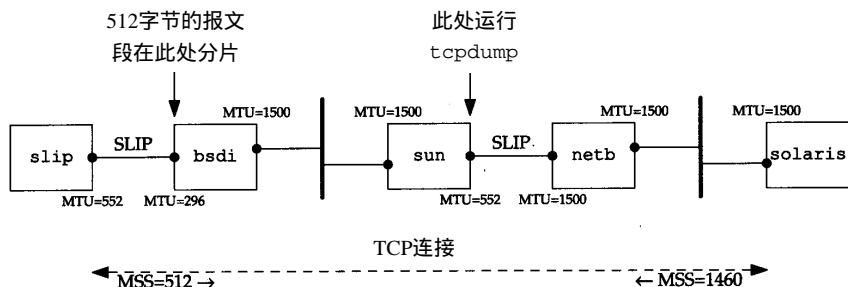 512字节的报文
段在此处分片
此处运行
tcpdump
MTU=1500
MTU=1500
MTU=1500
MTU=1500
slip
SLIP
bsdi
sun
SLIP
netb
solaris
MTU=552
MTU=296
MTU=552
MTU=1500
TCP连接
MSS=512 →
← MSS=1460